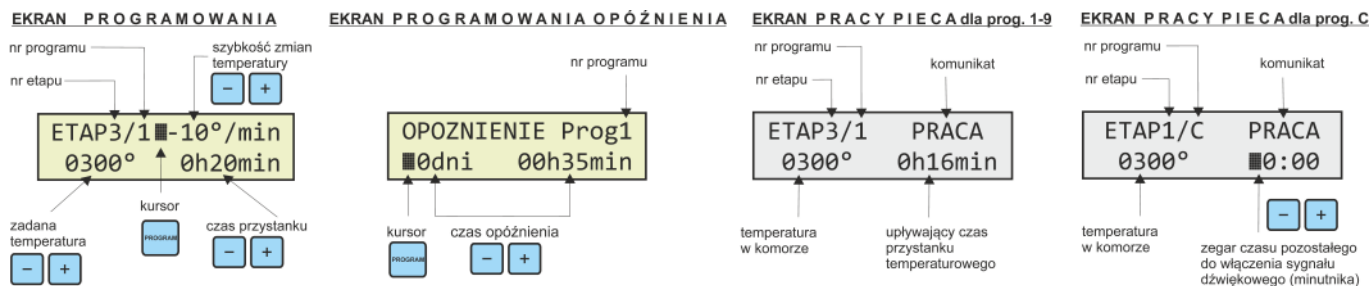 EKRAN PROGRAMOWANIA
nr programu
szybkość zmian
temperatury
nr etapu
- +
ETAP3/1 -10°/min
0300° 0h20min
kursor
PROGRAM
zadana
temperatura
- +
czas przystanku
- +
EKRAN PROGRAMOWANIA OPÓŹNIENIA
nr programu
OPOZNIENIE Prog1
0dni 00h35min
kursor
PROGRAM
czas opóźnienia
- +
EKRAN PRACY PIECA dla prog. 1-9
nr programu
nr etapu
komunikat
ETAP3/1 PRACA
0300° 0h16min
temperatura
w komorze
upływający czas
przystanku
temperaturowego
EKRAN PRACY PIECA dla prog. C
nr programu
nr etapu
komunikat
ETAP1/C PRACA
0300° 0:00
- +
temperatura
w komorze
zegar czasu pozostałego
do włączenia sygnału
dźwiękowego (minutnika)